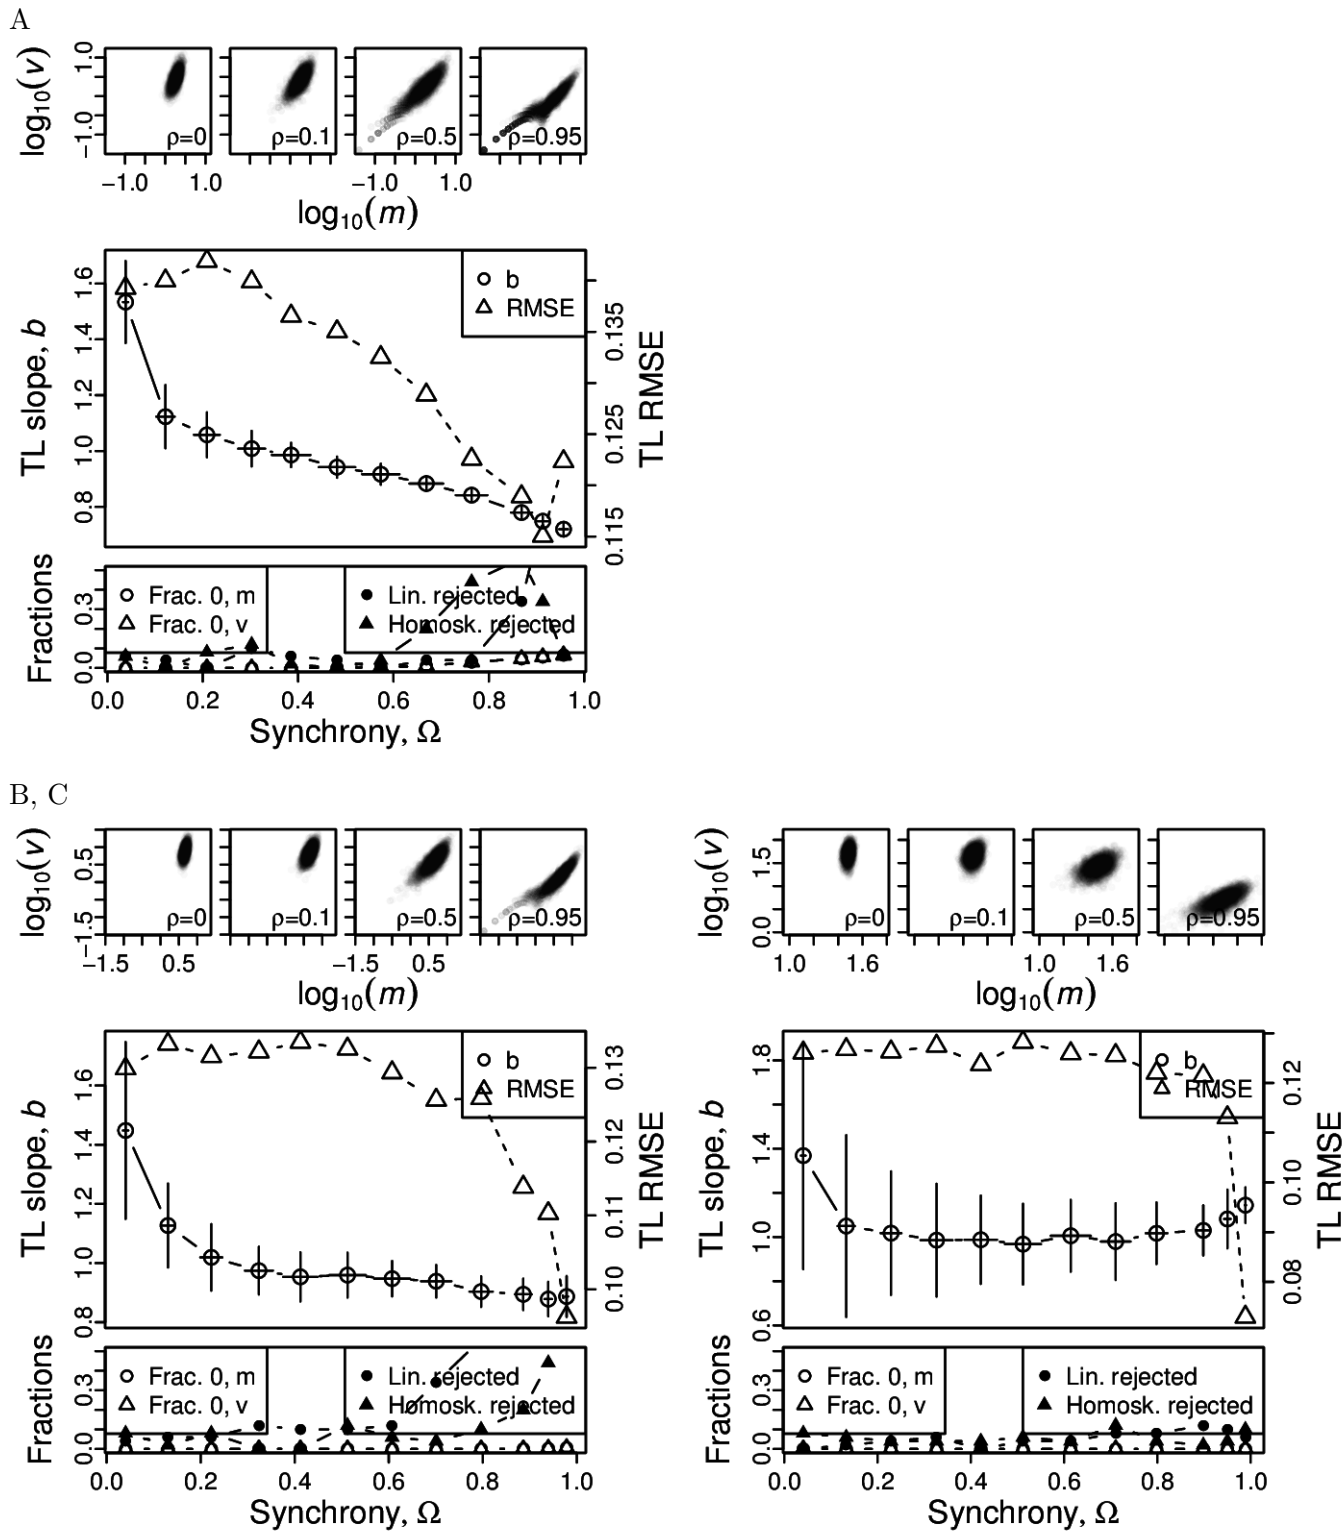 A
log10(v)
-1.0 1.0
ρ=0 ρ=0.1 ρ=0.5 ρ=0.95
-1.0 1.0 -1.0 1.0
log10(m)
TL slope, b
0.8 1.0 1.2 1.4 1.6
b
RMSE
TL RMSE
0.115 0.125 0.135
Fractions
0.0 0.3
Frac. 0, m
Frac. 0, v
Lin. rejected
Homosk. rejected
0.0 0.2 0.4 0.6 0.8 1.0
Synchrony, Ω
B, C
log10(v)
-1.5 0.5
ρ=0 ρ=0.1 ρ=0.5 ρ=0.95
-1.5 0.5 -1.5 0.5
log10(m)
TL slope, b
0.8 1.0 1.2 1.4 1.6
b
RMSE
TL RMSE
0.10 0.11 0.12 0.13
Fractions
0.0 0.3
Frac. 0, m
Frac. 0, v
Lin. rejected
Homosk. rejected
0.0 0.2 0.4 0.6 0.8 1.0
Synchrony, Ω
log10(v)
0.0 1.5
ρ=0 ρ=0.1 ρ=0.5 ρ=0.95
1.0 1.6 1.0 1.6
log10(m)
TL slope, b
0.6 1.0 1.4 1.8
b
RMSE
TL RMSE
0.08 0.10 0.12
Fractions
0.0 0.3
Frac. 0, m
Frac. 0, v
Lin. rejected
Homosk. rejected
0.0 0.2 0.4 0.6 0.8 1.0
Synchrony, Ω